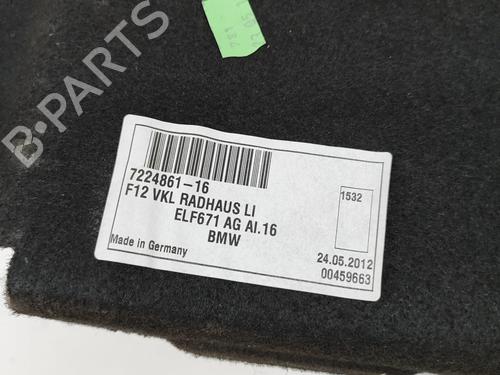 B-PARTS
7224861-16
F12 VKL RADHAUS LI
ELF671 AG AI.16
BMW
Made in Germany
1532
24.05.2012
00459663